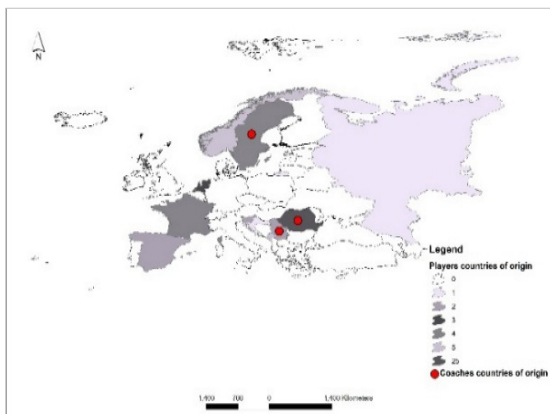 N
Legend
Players countries of origin
0
1
2
3
4
5
25
Coaches countries of origin
1,400 700 0 1,400 Kilometers